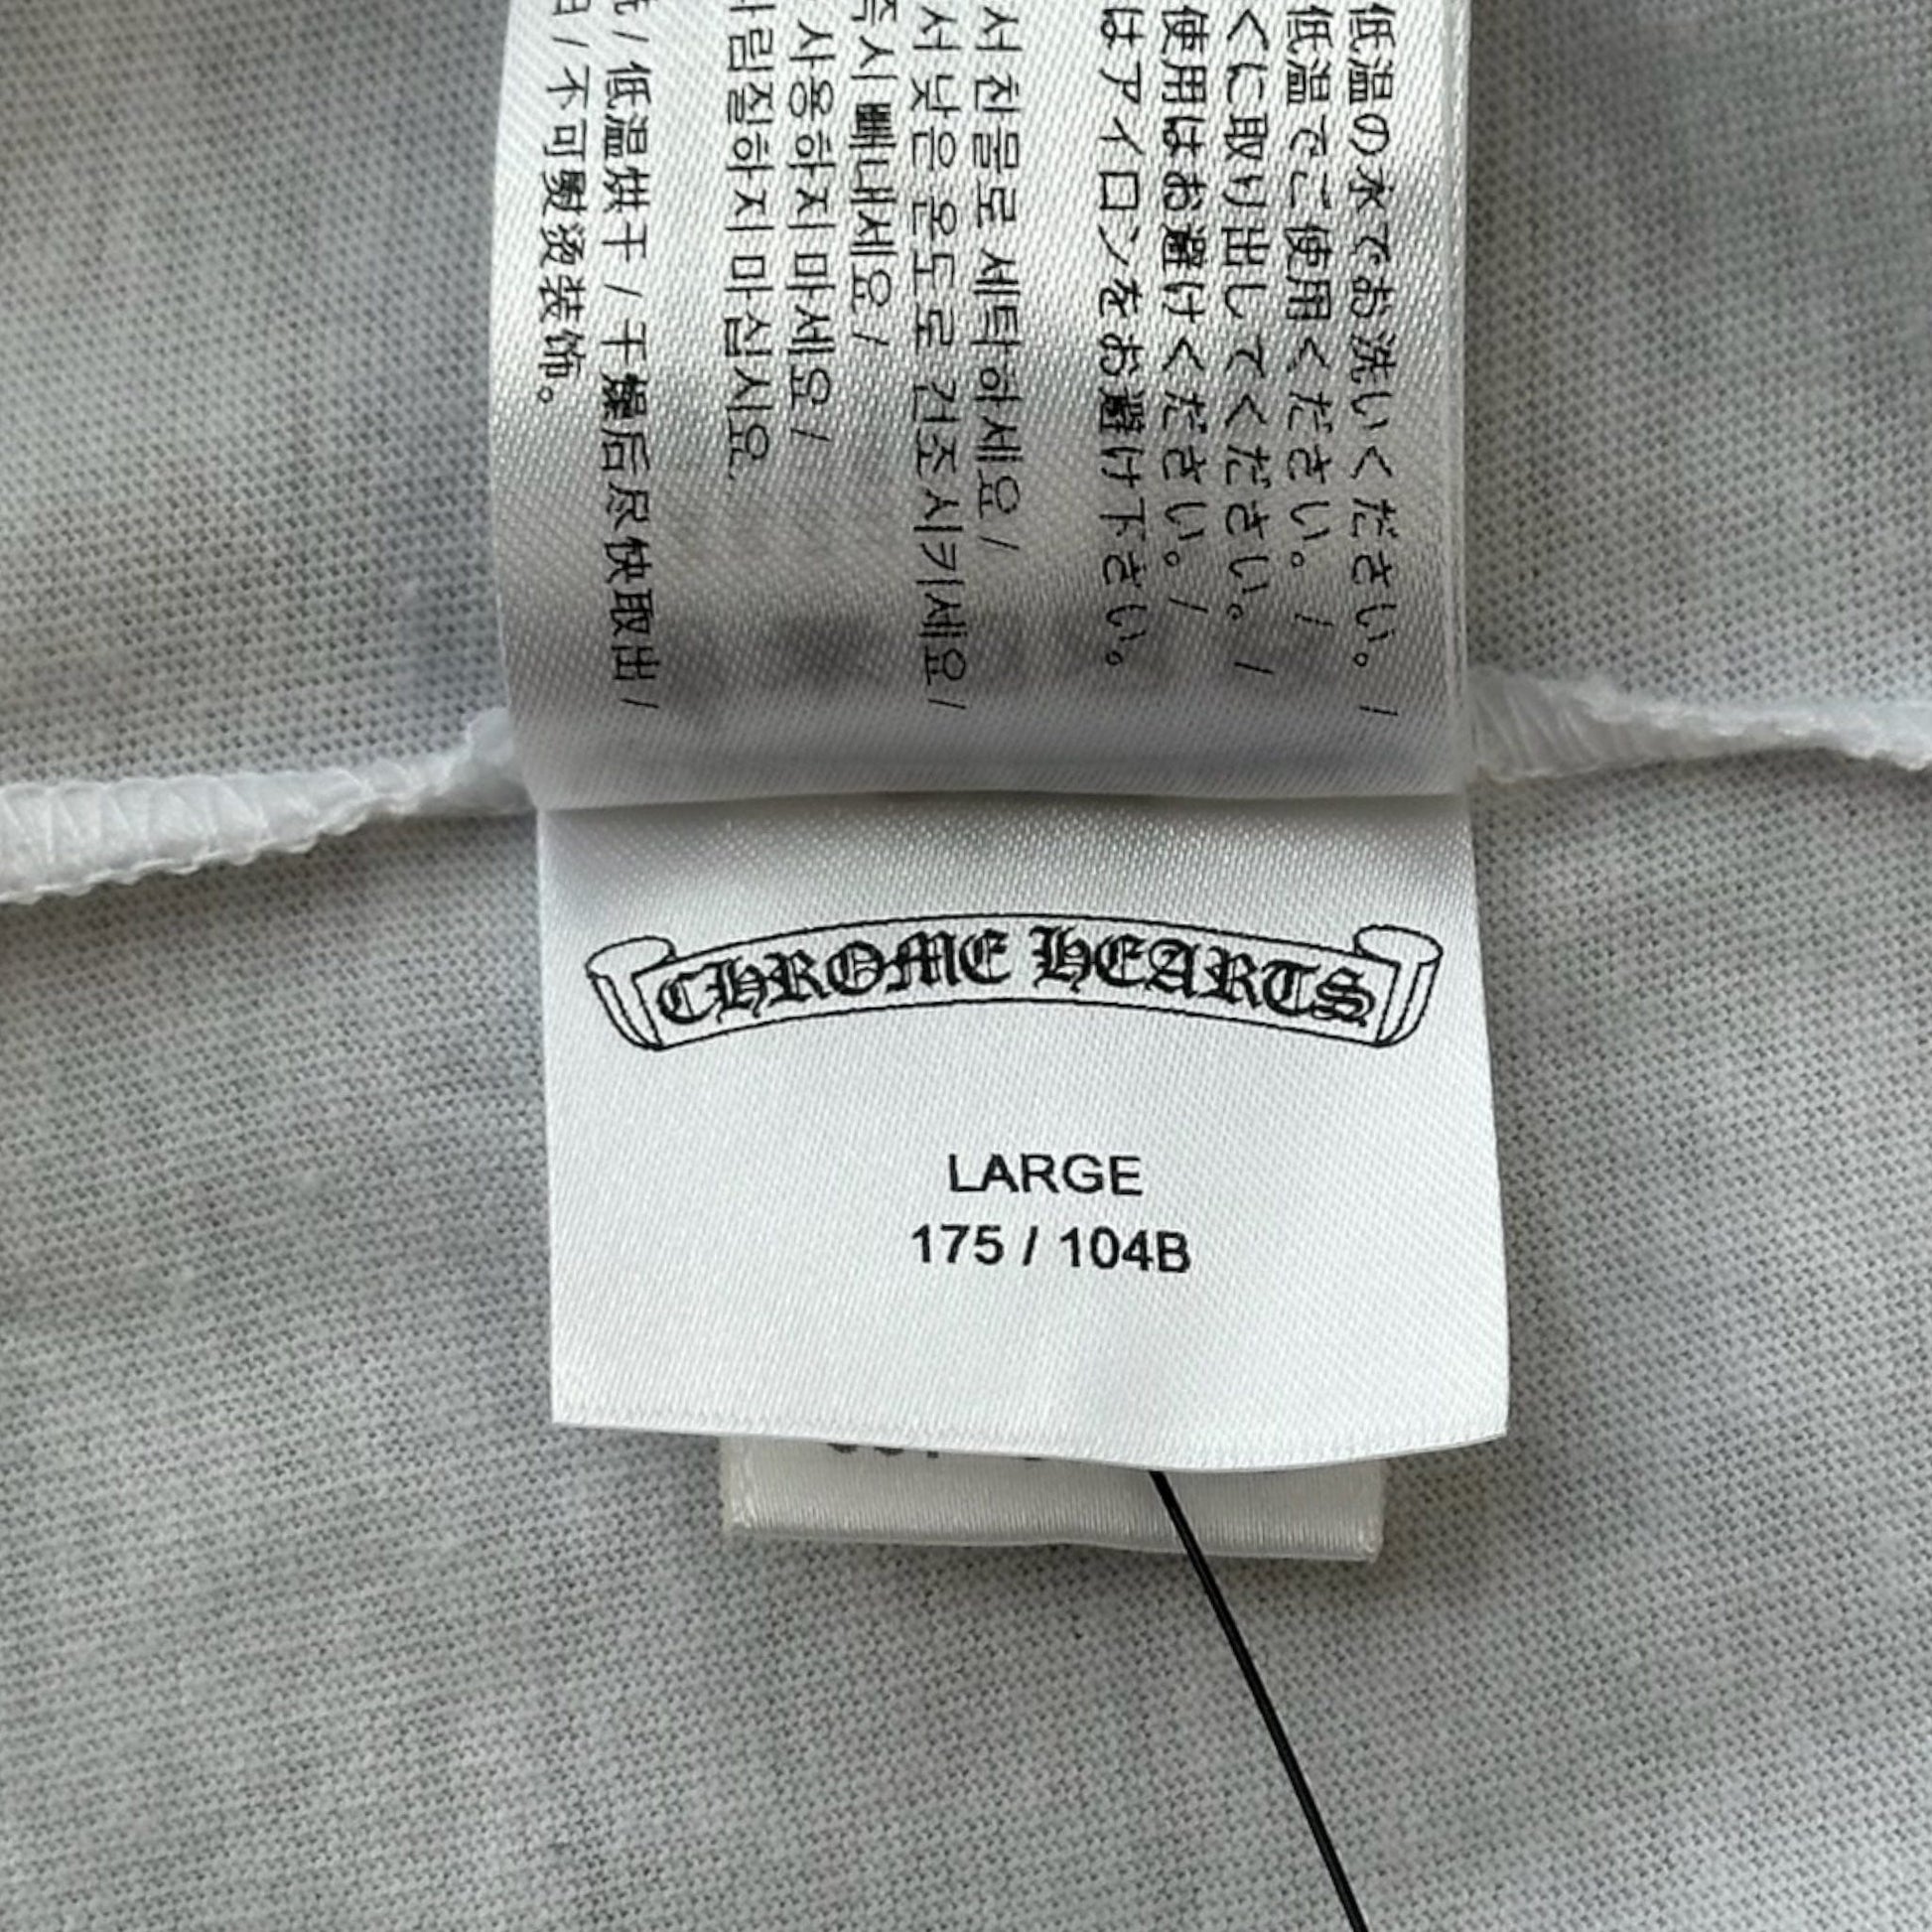 低温の水でお洗いください。/
低温でご使用ください。/
くに取り出してください。/
使用はお避けください。/
はアイロンをお避け下さい。
서 찬물로 세탁하세요 /
서 낮은 온도로 건조시키세요 /
즉시 빼내세요 /
사용하지 마세요 /
다림질하지 마십시요.
/ 低温烘干 / 干燥后尽快取出 /
/ 不可熨烫装饰。
CHROME HEARTS
LARGE
175 / 104B